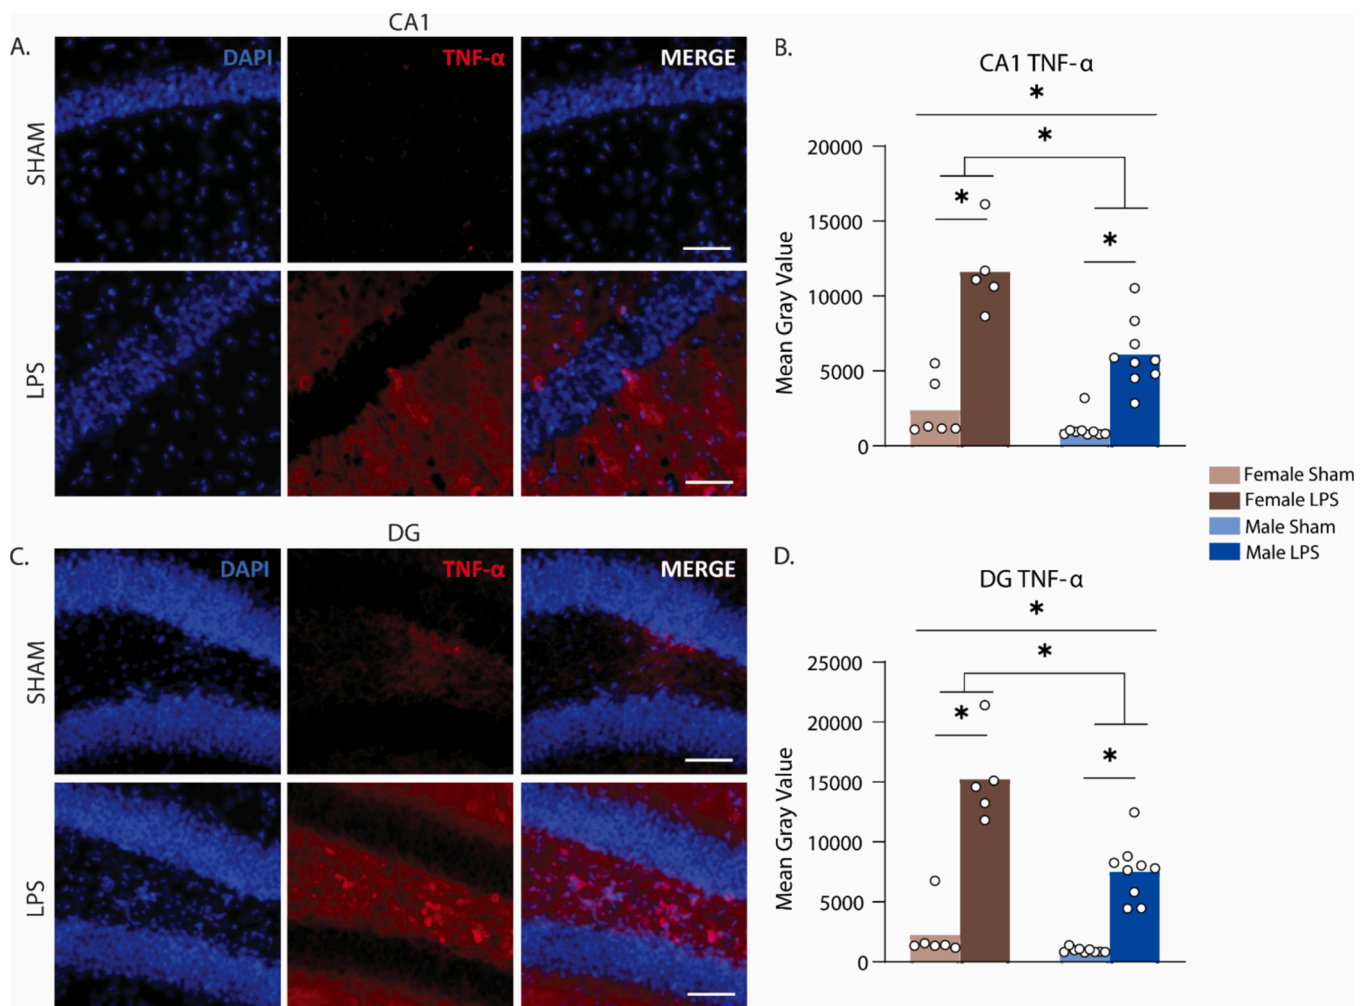 CA1
A.
DAPI
TNF-α
MERGE
SHAM
LPS
B.
CA1 TNF-α
*
*
*
*
20000
15000
10000
5000
0
Mean Gray Value
Female Sham
Female LPS
Male Sham
Male LPS
DG
C.
DAPI
TNF-α
MERGE
SHAM
LPS
D.
DG TNF-α
*
*
*
*
25000
20000
15000
10000
5000
0
Mean Gray Value